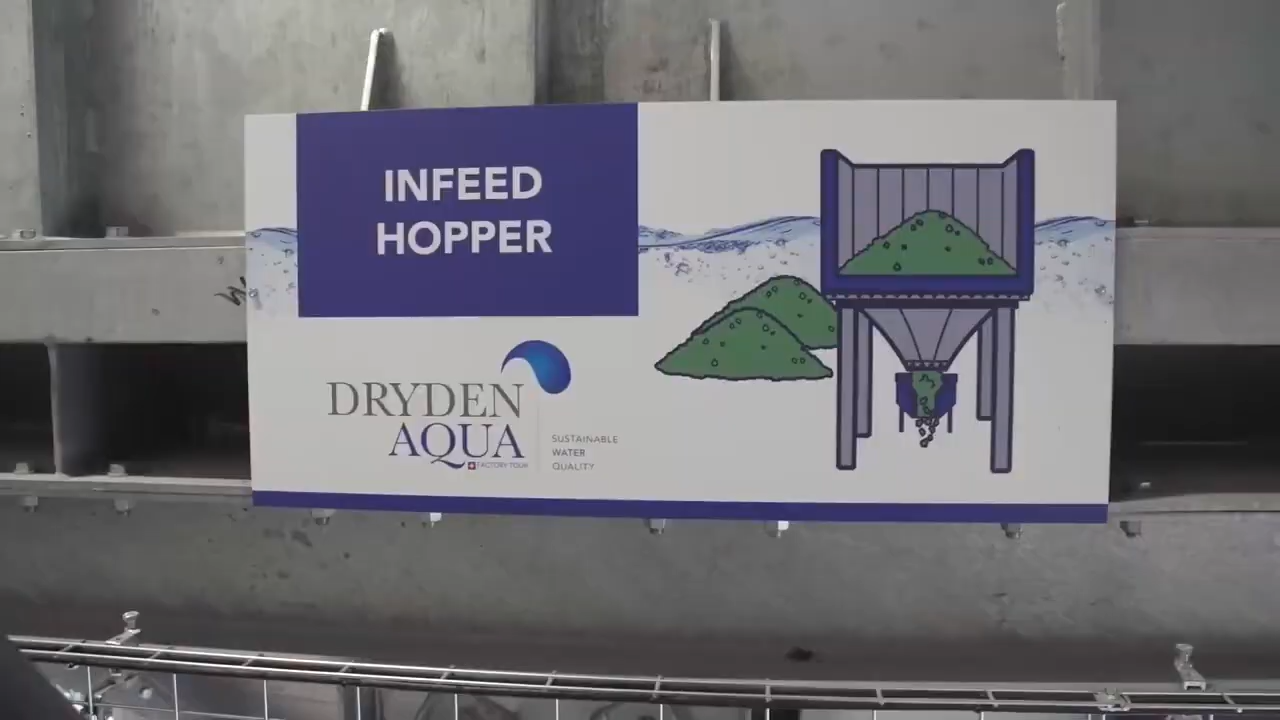 INFEED
HOPPER
DRYDEN
AQUA
FACTORY TOUR
SUSTAINABLE
WATER
QUALITY